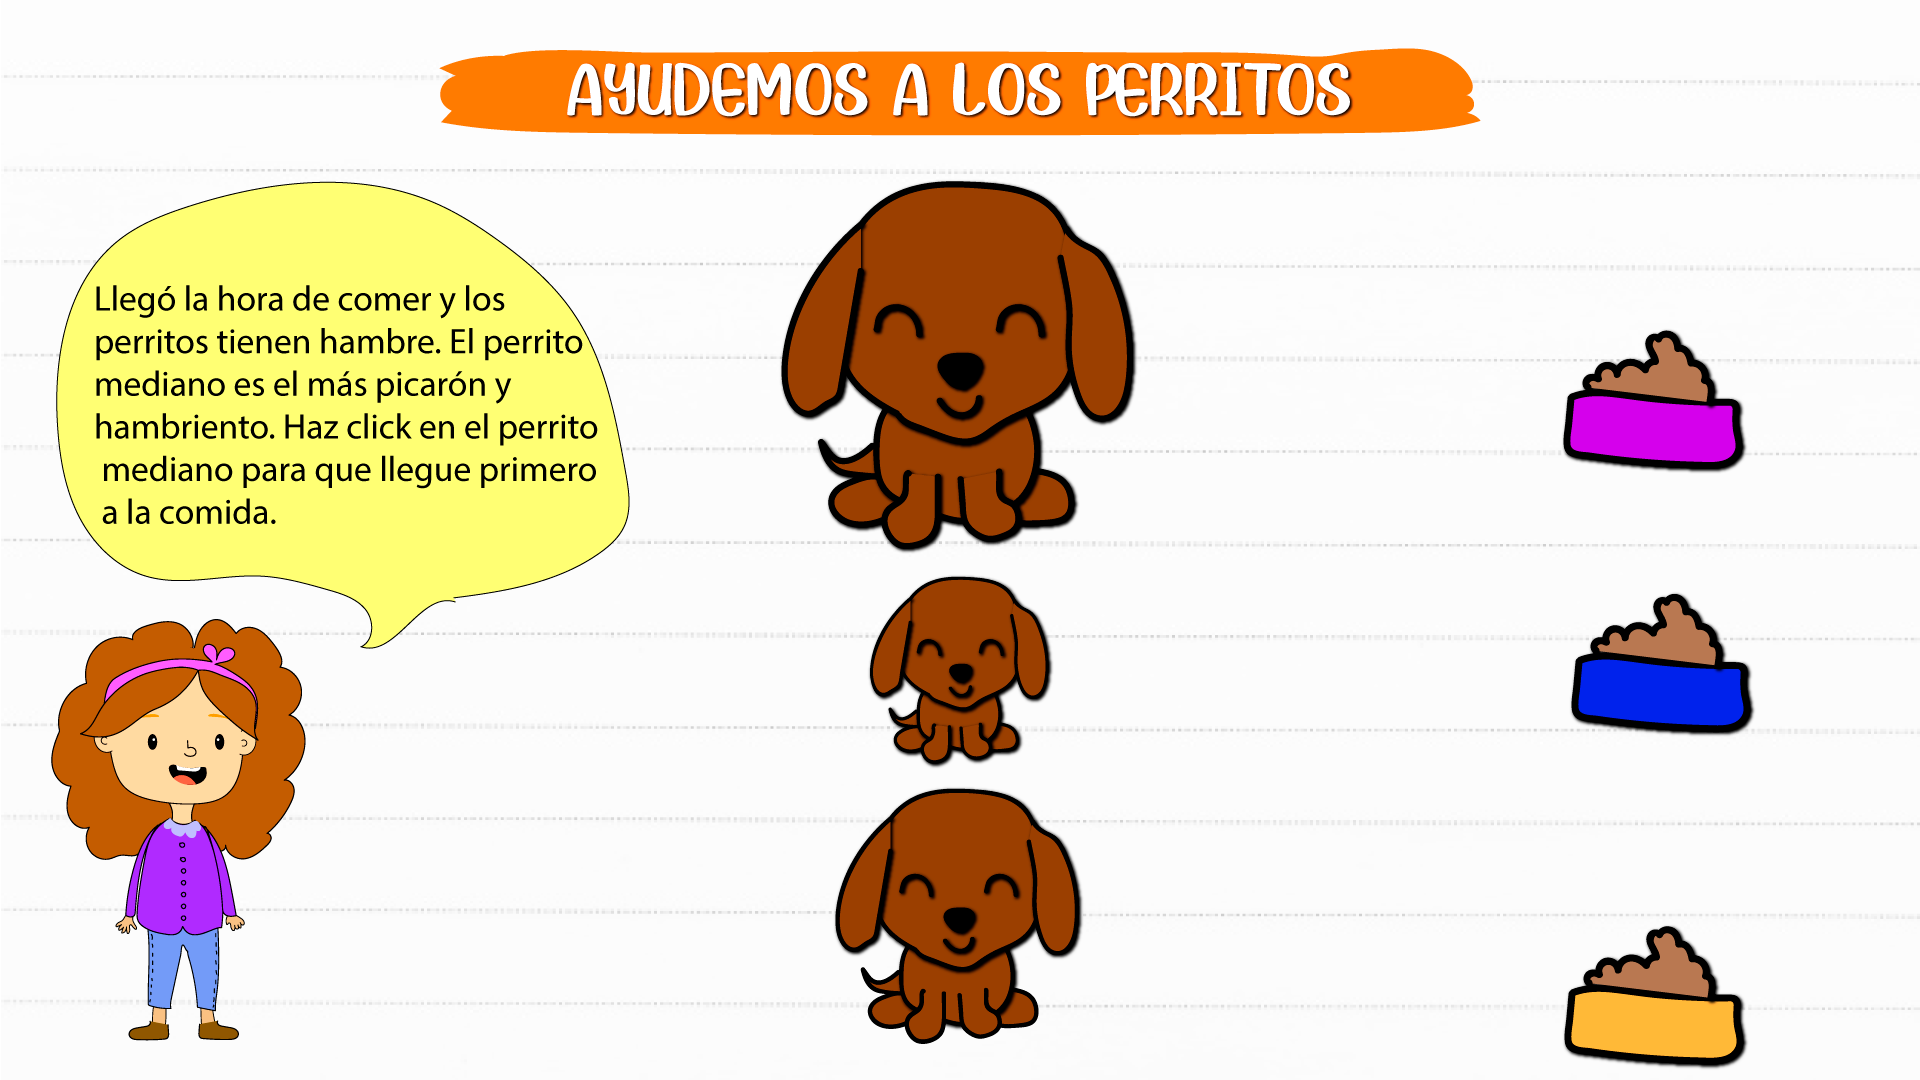 AYUDEMOS A LOS PERRITOS
Llegó la hora de comer y los
perritos tienen hambre. El perrito
mediano es el más picarón y
hambriento. Haz click en el perrito
mediano para que llegue primero
a la comida.